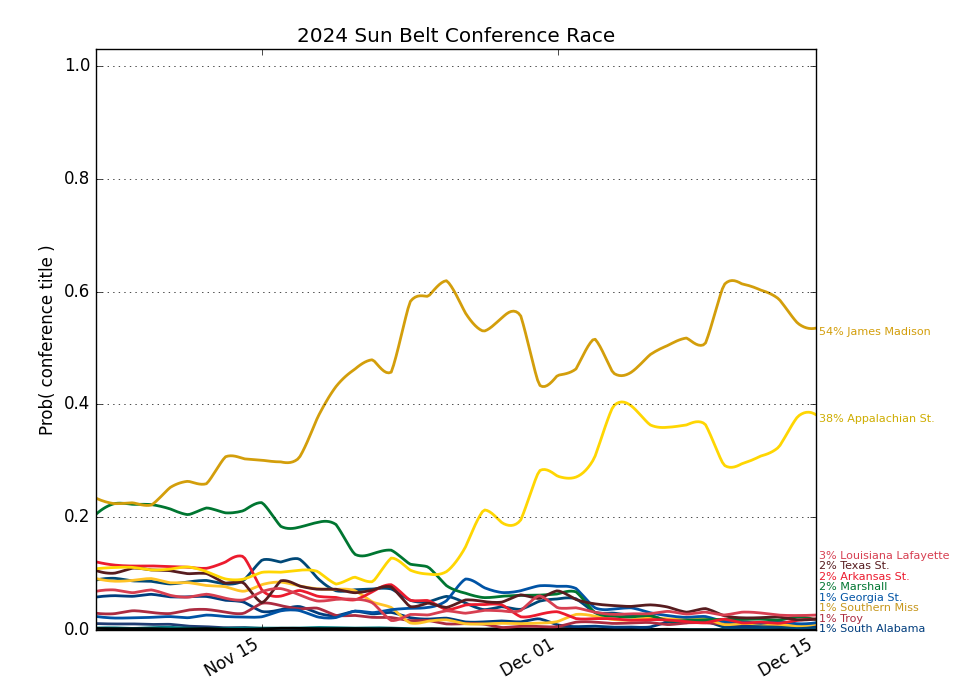 2024 Sun Belt Conference Race
Prob( conference title )
1.0
0.8
0.6
0.4
0.2
0.0
Nov 15
Dec 01
Dec 15
54% James Madison
38% Appalachian St.
3% Louisiana Lafayette
2% Texas St.
2% Arkansas St.
2% Marshall
1% Georgia St.
1% Southern Miss
1% Troy
1% South Alabama